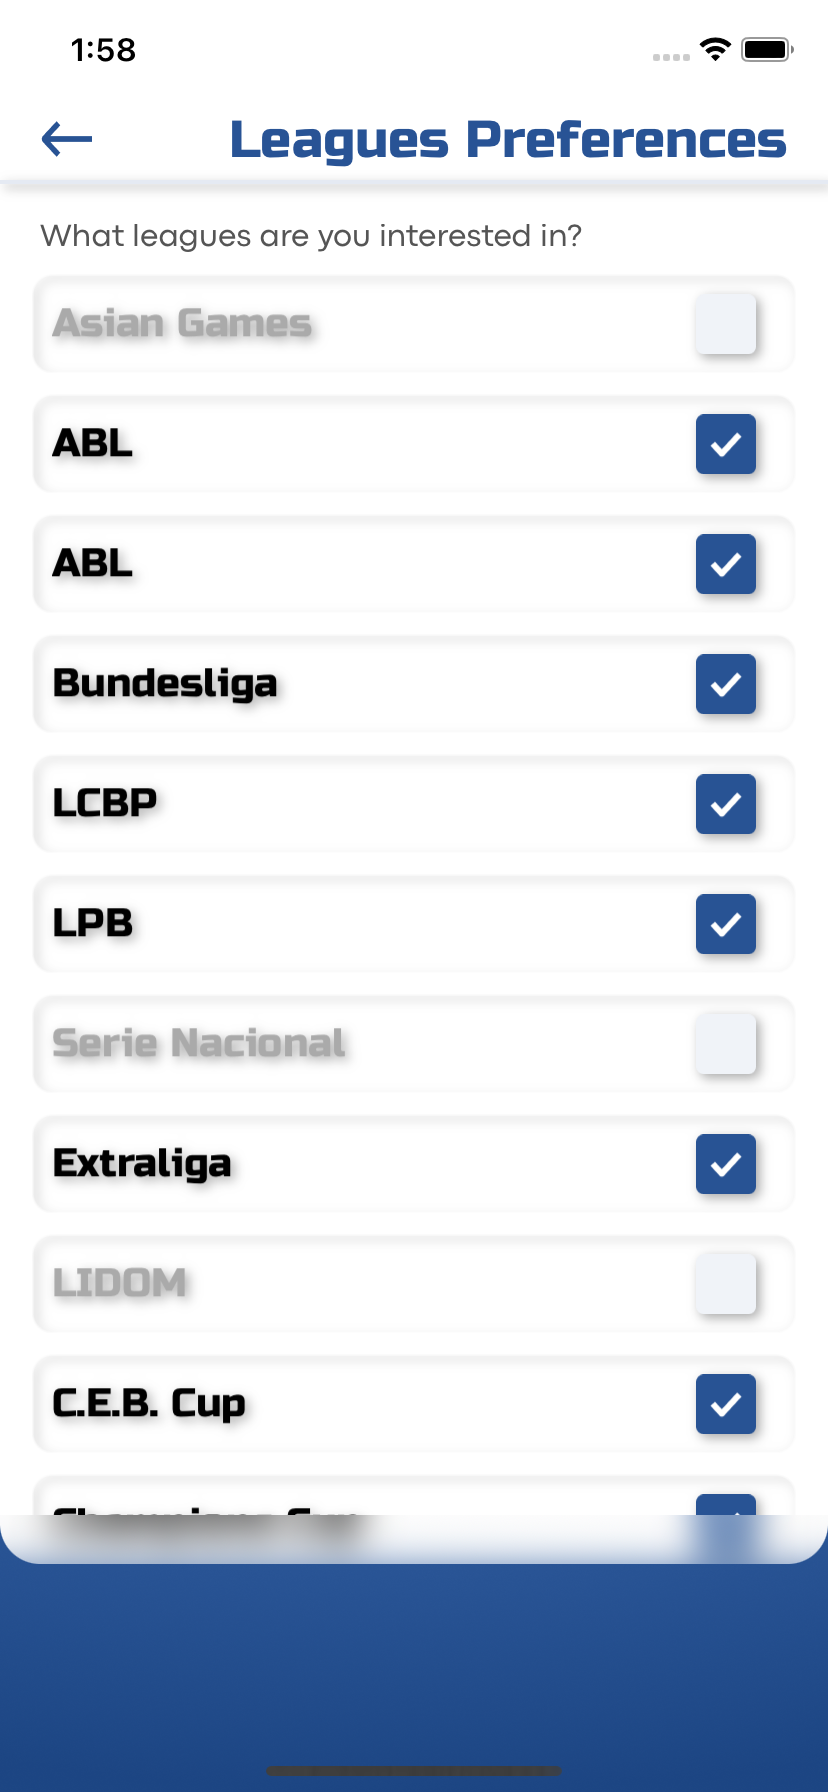 1:58
Leagues Preferences
What leagues are you interested in?
Asian Games
ABL
ABL
Bundesliga
LCBP
LPB
Serie Nacional
Extraliga
LIDOM
C.E.B. Cup